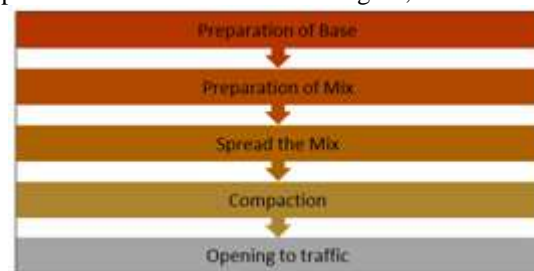 Preparation of Base
Preparation of Mix
Spread the Mix
Compaction
Opening to traffic